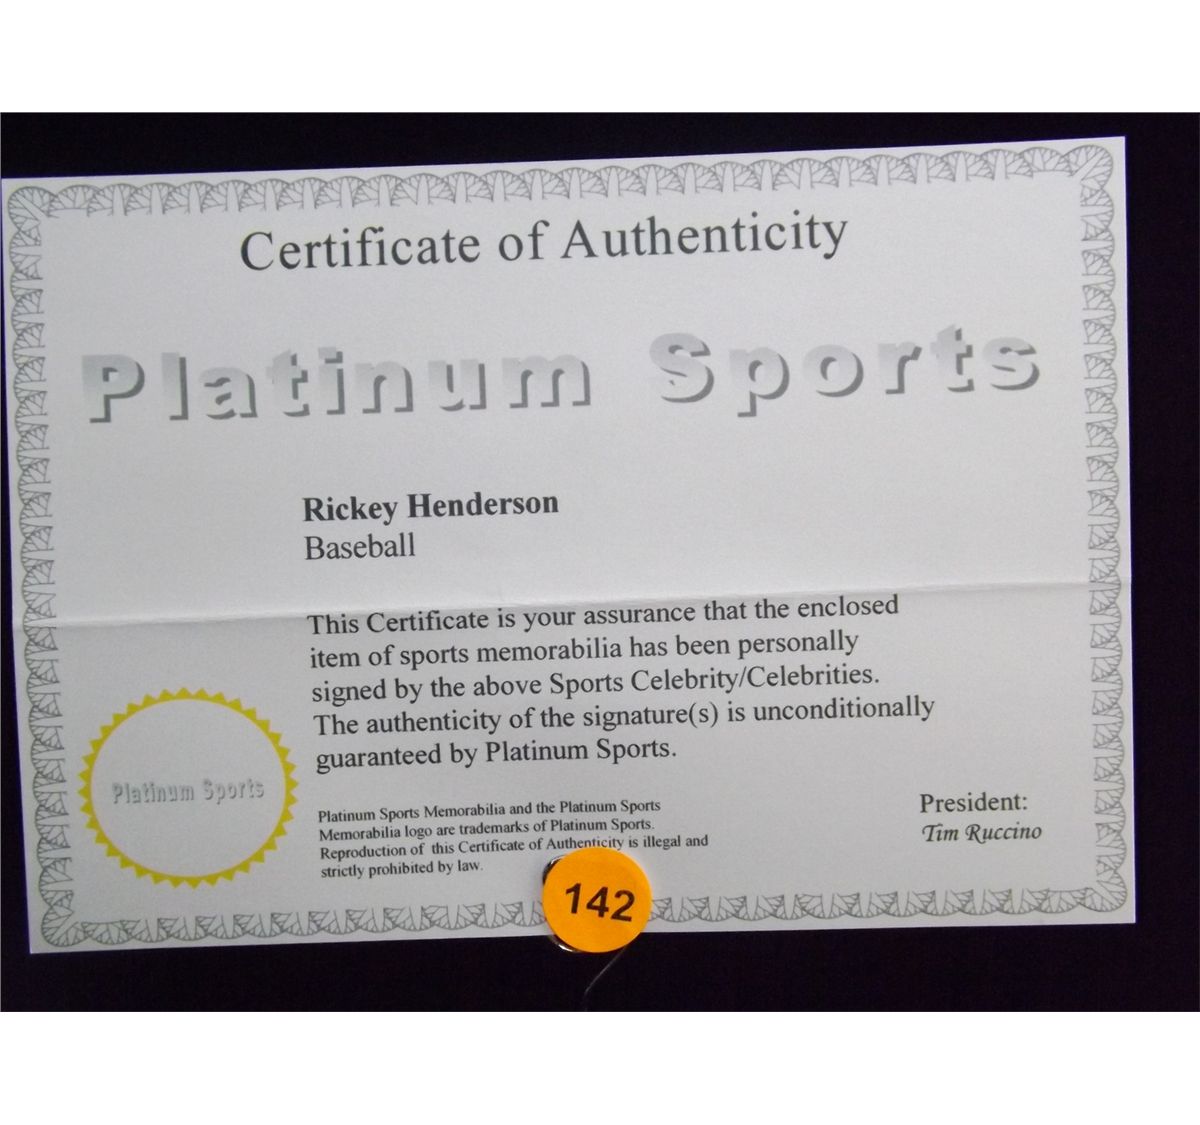 Certificate of Authenticity
Platinum Sports
Rickey Henderson
Baseball
This Certificate is your assurance that the enclosed
item of sports memorabilia has been personally
signed by the above Sports Celebrity/Celebrities.
The authenticity of the signature(s) is unconditionally
guaranteed by Platinum Sports.
Platinum Sports
Platinum Sports Memorabilia and the Platinum Sports
Memorabilia logo are trademarks of Platinum Sports.
Reproduction of this Certificate of Authenticity is illegal and
strictly prohibited by law.
President:
Tim Ruccino
142